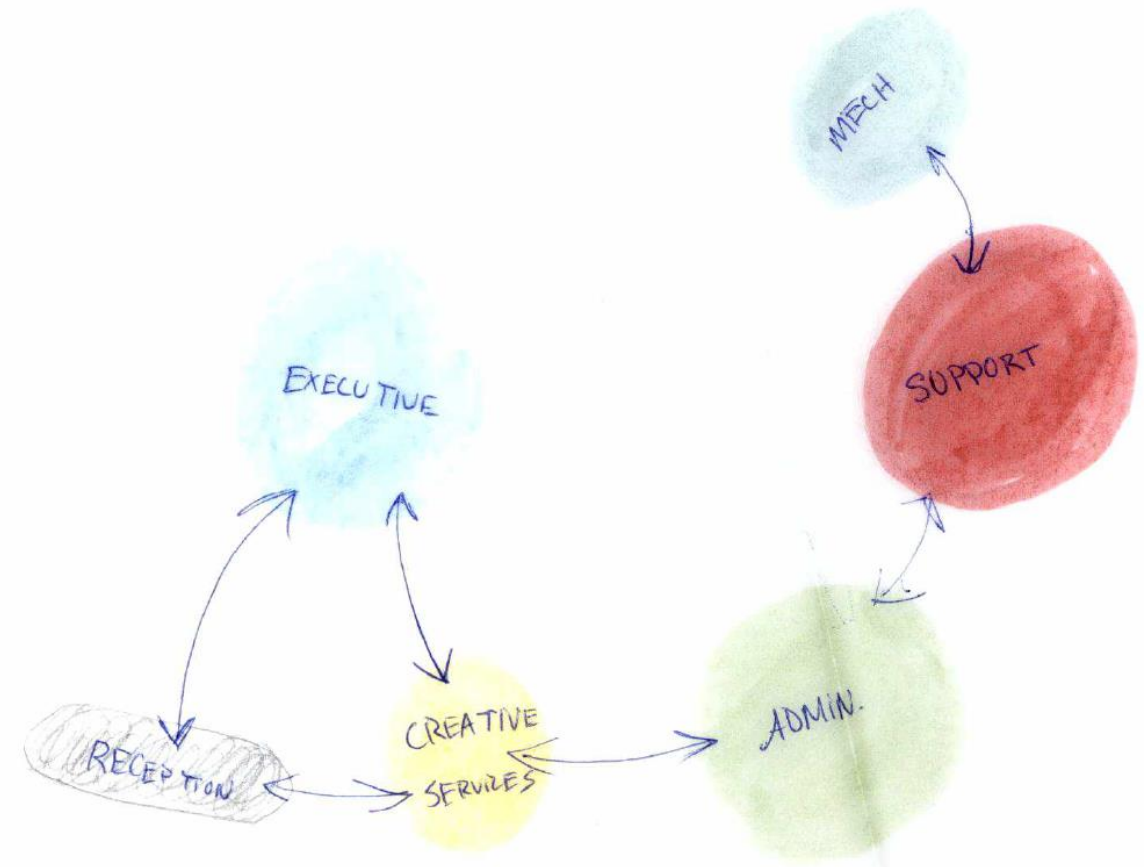 MECH
SUPPORT
EXECUTIVE
CREATIVE
SERVICES
ADMIN.
RECEPTION